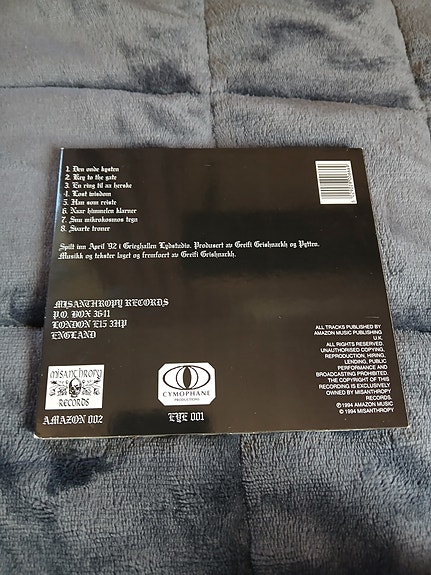 1. Den onde kysten
2. Key to the gate
3. En ring til aa herske
4. Lost wisdom
5. Han som reiste
6. Naar himmelen klarner
7. Snu mikrokosmos tegn
8. Svarte troner
Spilt inn April '92 i Grieghallen Lydstudio. Produsert av Greifi Grishnackh og Pytten.
Musikk og tekster laget og fremfoert av Greifi Grishnackh.
MISANTHROPY RECORDS
P.O. BOX 3641
LONDON E15 3HP
ENGLAND
MISANTHROPY
RECORDS
AMAZON 002
CYMOPHANE
PRODUCTIONS
EYE 001
ALL TRACKS PUBLISHED BY
AMAZON MUSIC PUBLISHING
U.K.
ALL RIGHTS RESERVED.
UNAUTHORISED COPYING,
REPRODUCTION, HIRING,
LENDING, PUBLIC
PERFORMANCE AND
BROADCASTING PROHIBITED.
THE COPYRIGHT OF THIS
RECORDING IS EXCLUSIVELY
OWNED BY MISANTHROPY
RECORDS.
℗ 1994 AMAZON MUSIC
© 1994 MISANTHROPY